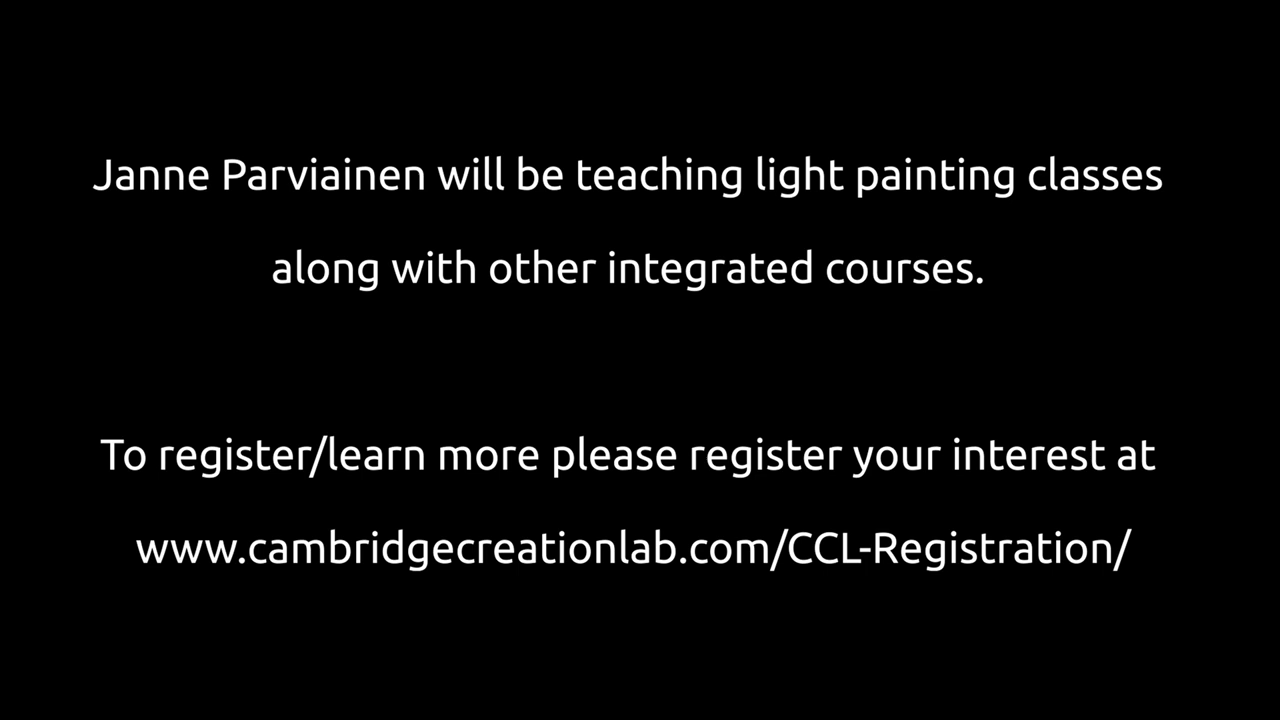 Janne Parviainen will be teaching light painting classes
along with other integrated courses.
To register/learn more please register your interest at
www.cambridgecreationlab.com/CCL-Registration/